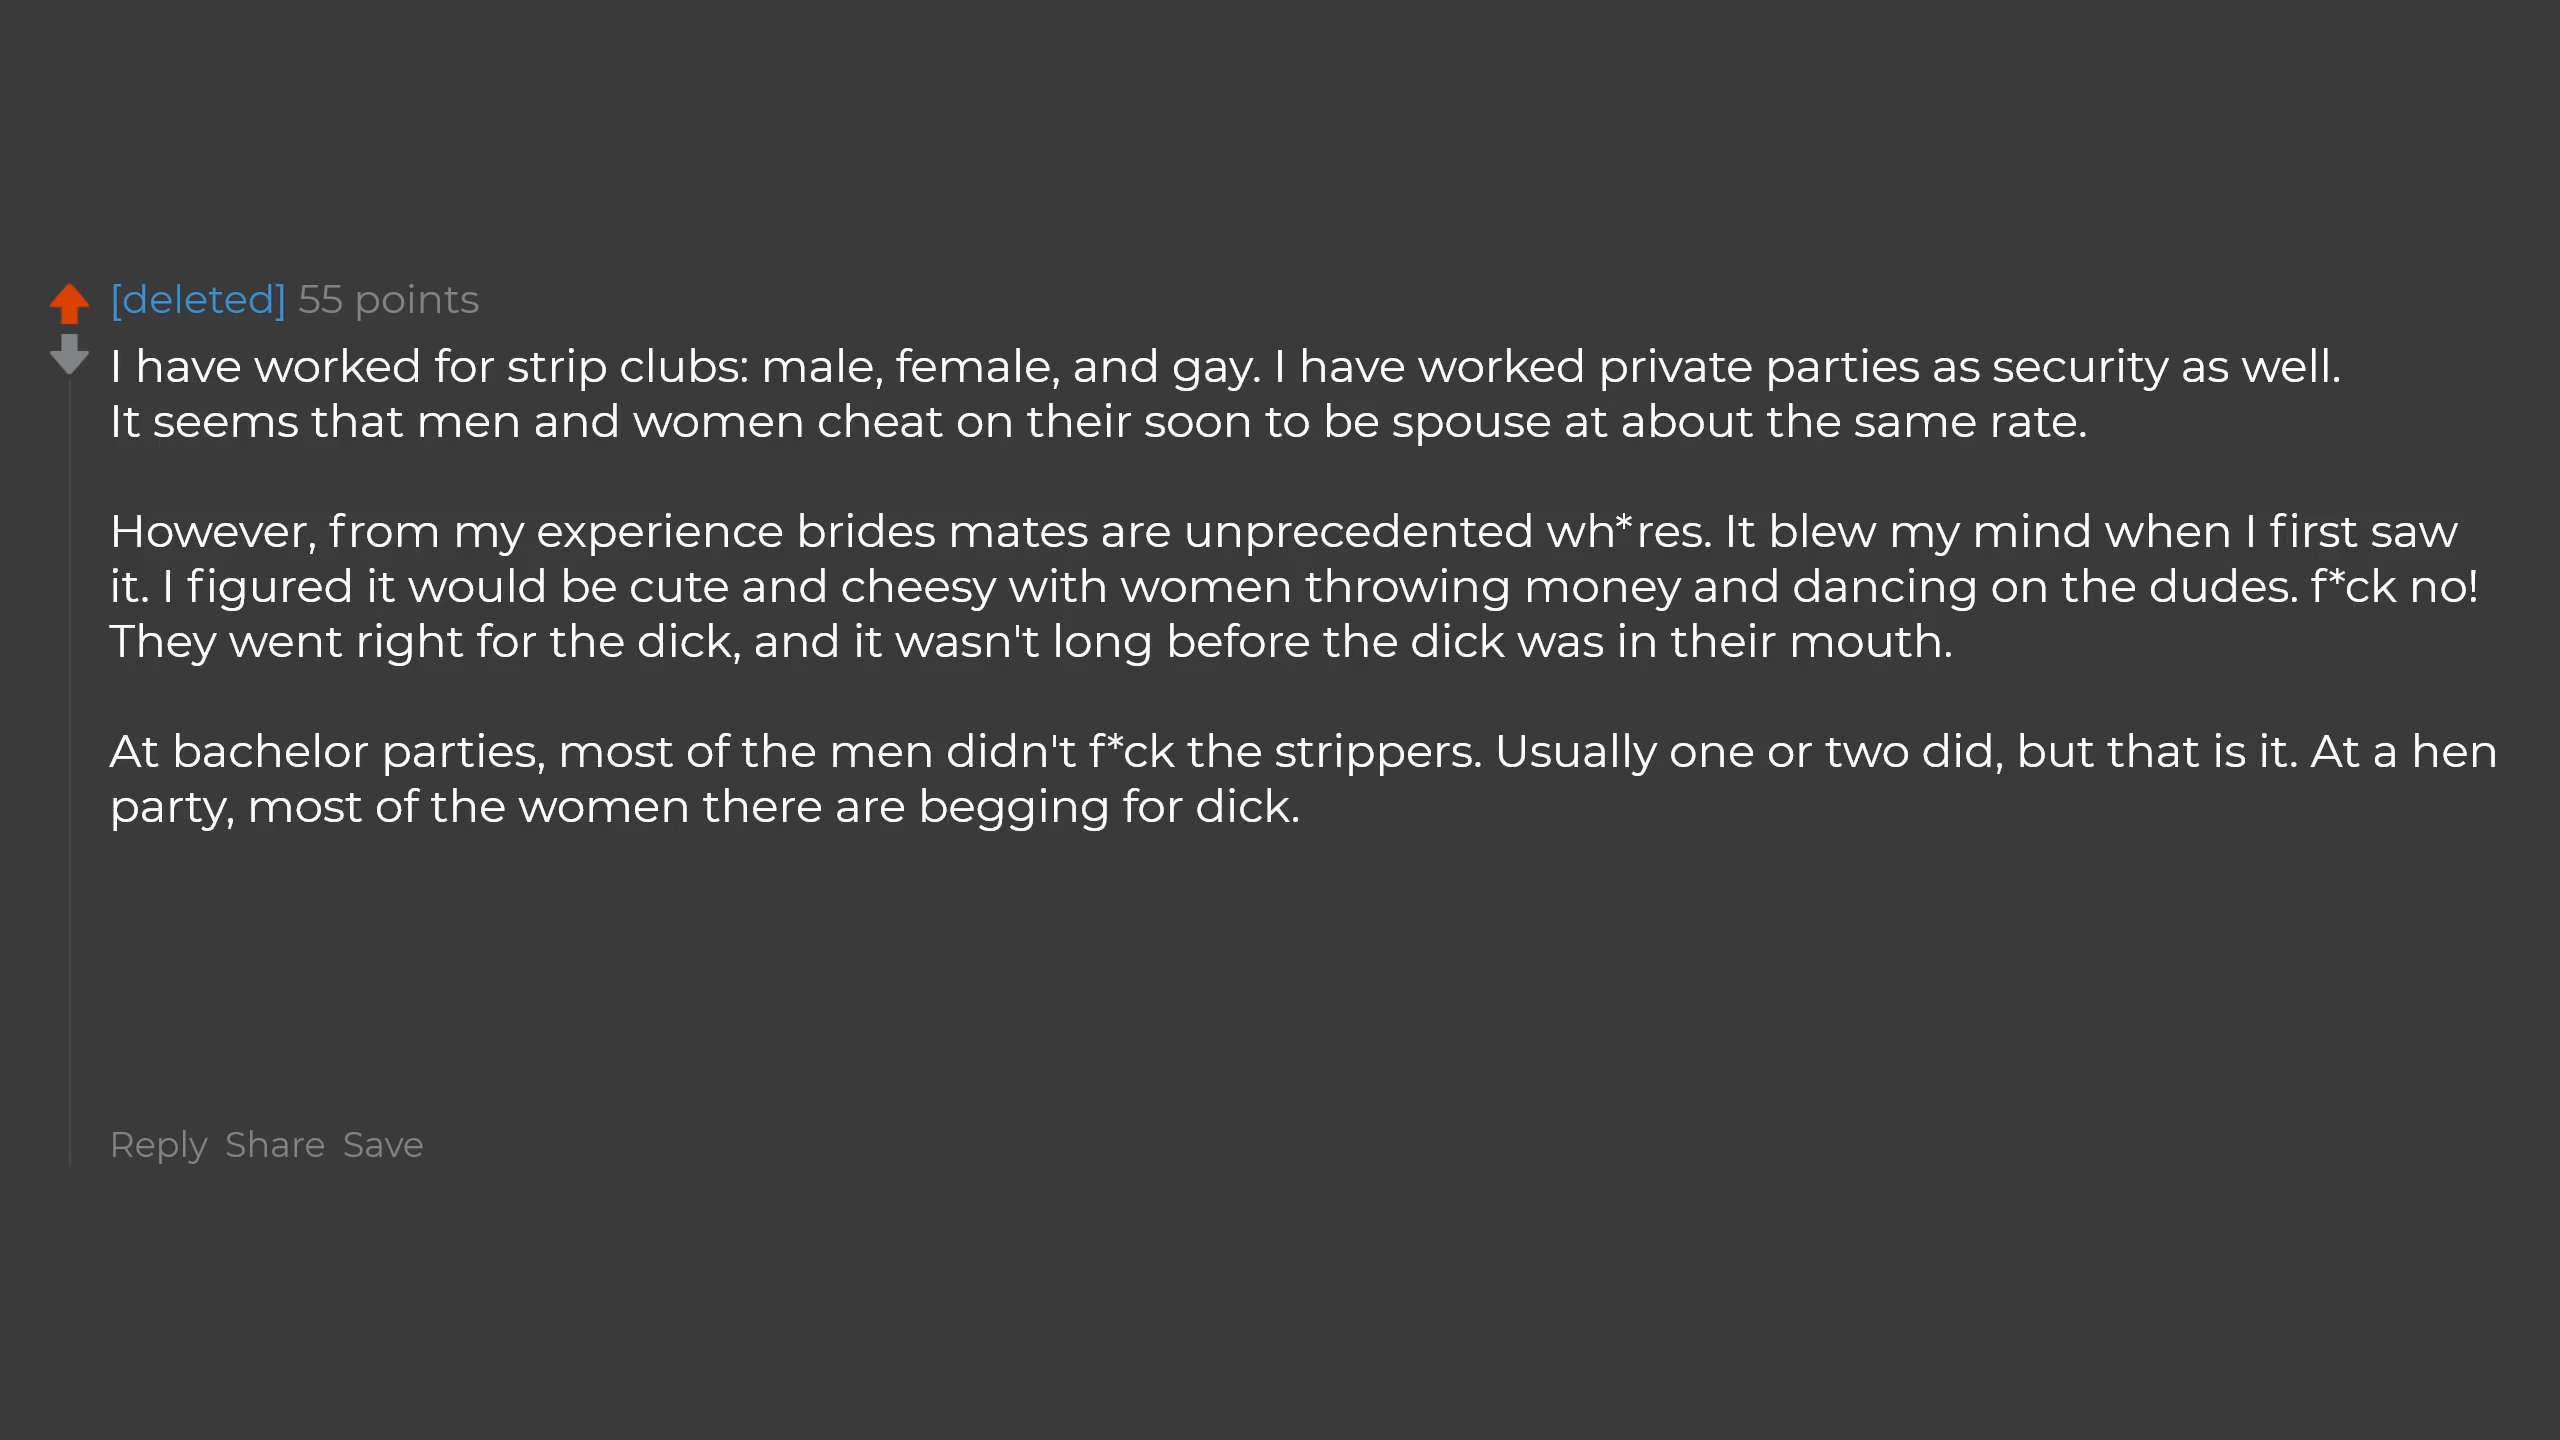 [deleted] 55 points
I have worked for strip clubs: male, female, and gay. I have worked private parties as security as well.
It seems that men and women cheat on their soon to be spouse at about the same rate.
However, from my experience brides mates are unprecedented wh*res. It blew my mind when I first saw
it. I figured it would be cute and cheesy with women throwing money and dancing on the dudes. f*ck no!
They went right for the dick, and it wasn't long before the dick was in their mouth.
At bachelor parties, most of the men didn't f*ck the strippers. Usually one or two did, but that is it. At a hen
party, most of the women there are begging for dick.
Reply Share Save